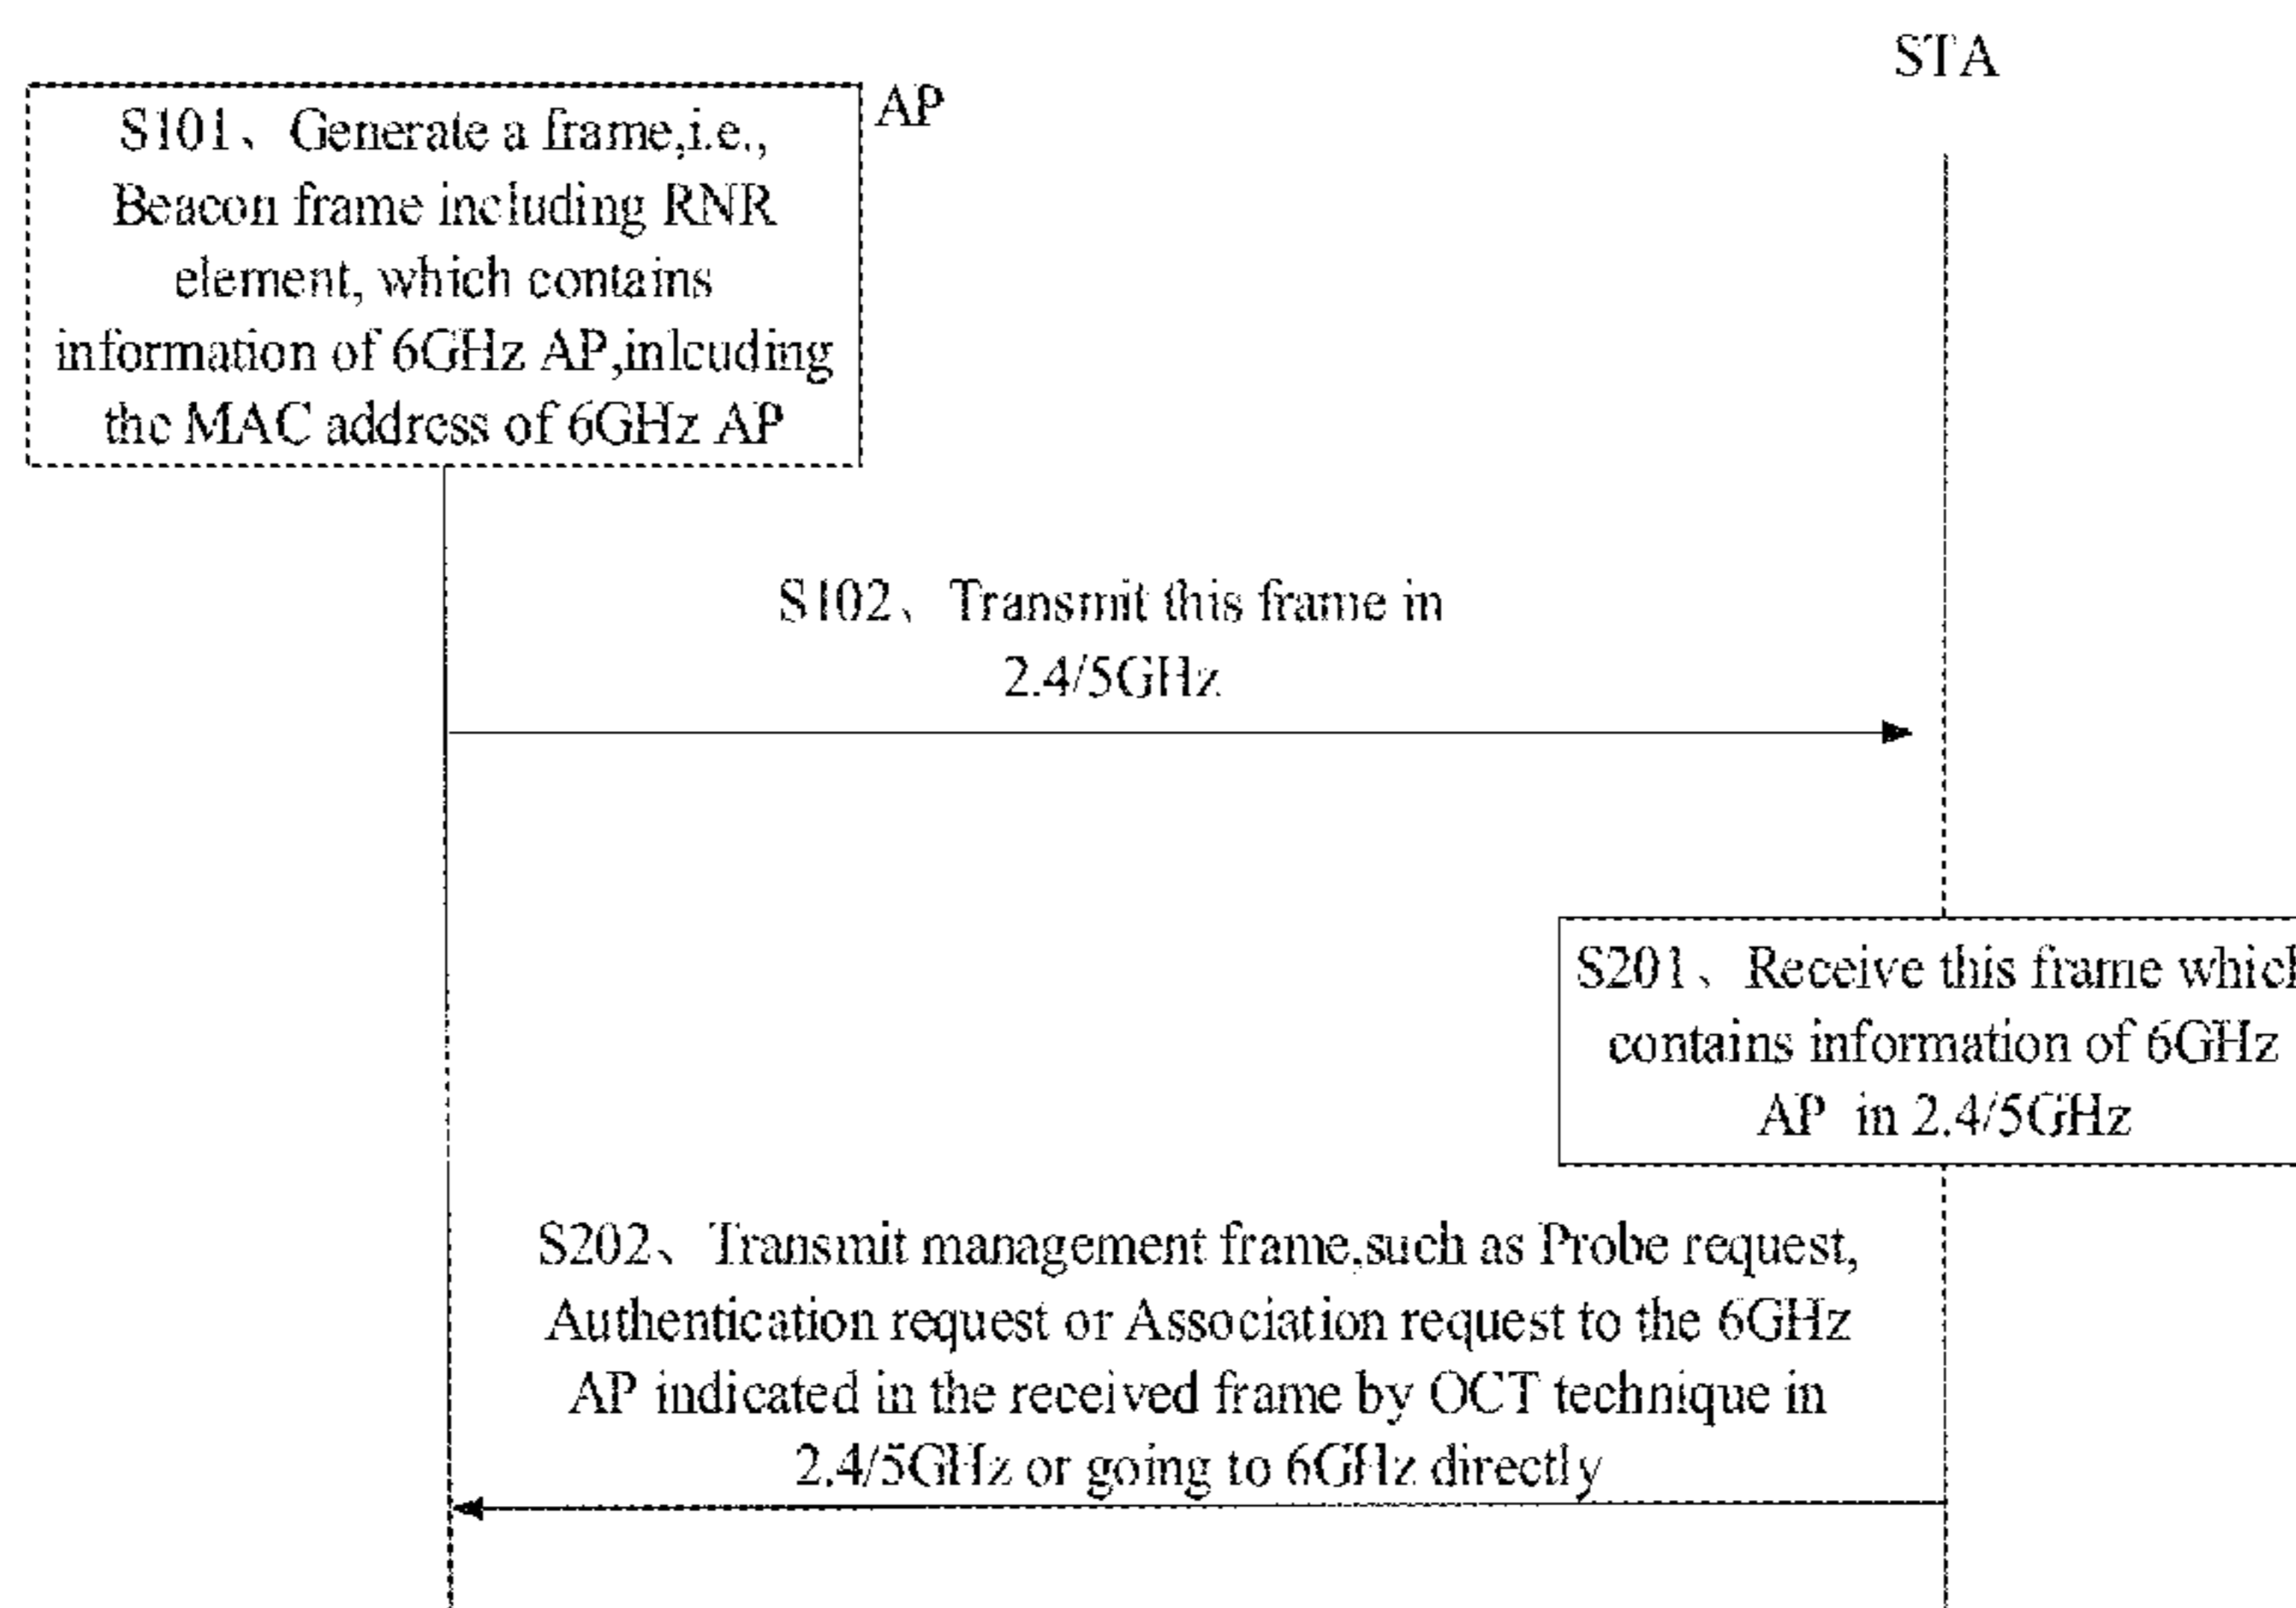 STA
AP
S101、Generate a frame,i.e.,
Beacon frame including RNR
element, which contains
information of 6GHz AP,inlcuding
the MAC address of 6GHz AP
S102、Transmit this frame in
2.4/5GHz
S201、Receive this frame which
contains information of 6GHz
AP in 2.4/5GHz
S202、Transmit management frame,such as Probe request,
Authentication request or Association request to the 6GHz
AP indicated in the received frame by OCT technique in
2.4/5GHz or going to 6GHz directly